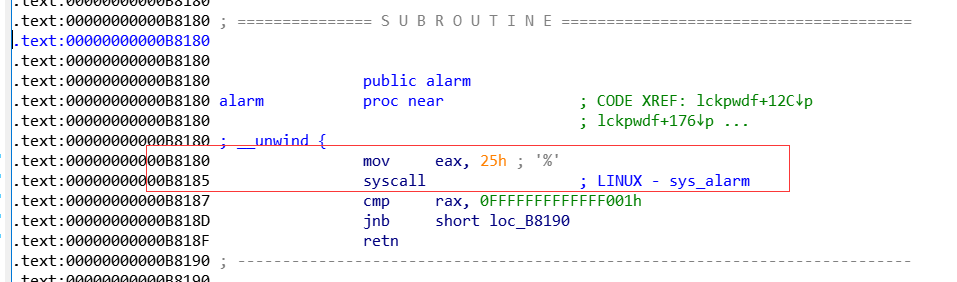 .text:00000000000B8180
.text:00000000000B8180 ; =============== S U B R O U T I N E =======================================
.text:00000000000B8180
.text:00000000000B8180
.text:00000000000B8180 public alarm
.text:00000000000B8180 alarm proc near ; CODE XREF: lckpwdf+12C↓p
.text:00000000000B8180 ; lckpwdf+176↓p ...
.text:00000000000B8180 ; __unwind {
.text:00000000000B8180 mov eax, 25h ; '%'
.text:00000000000B8185 syscall ; LINUX - sys_alarm
.text:00000000000B8187 cmp rax, 0FFFFFFFFFFFFF001h
.text:00000000000B818D jnb short loc_B8190
.text:00000000000B818F retn
.text:00000000000B8190 ; ---------------------------------------------------------------------------
.text:00000000000B8190